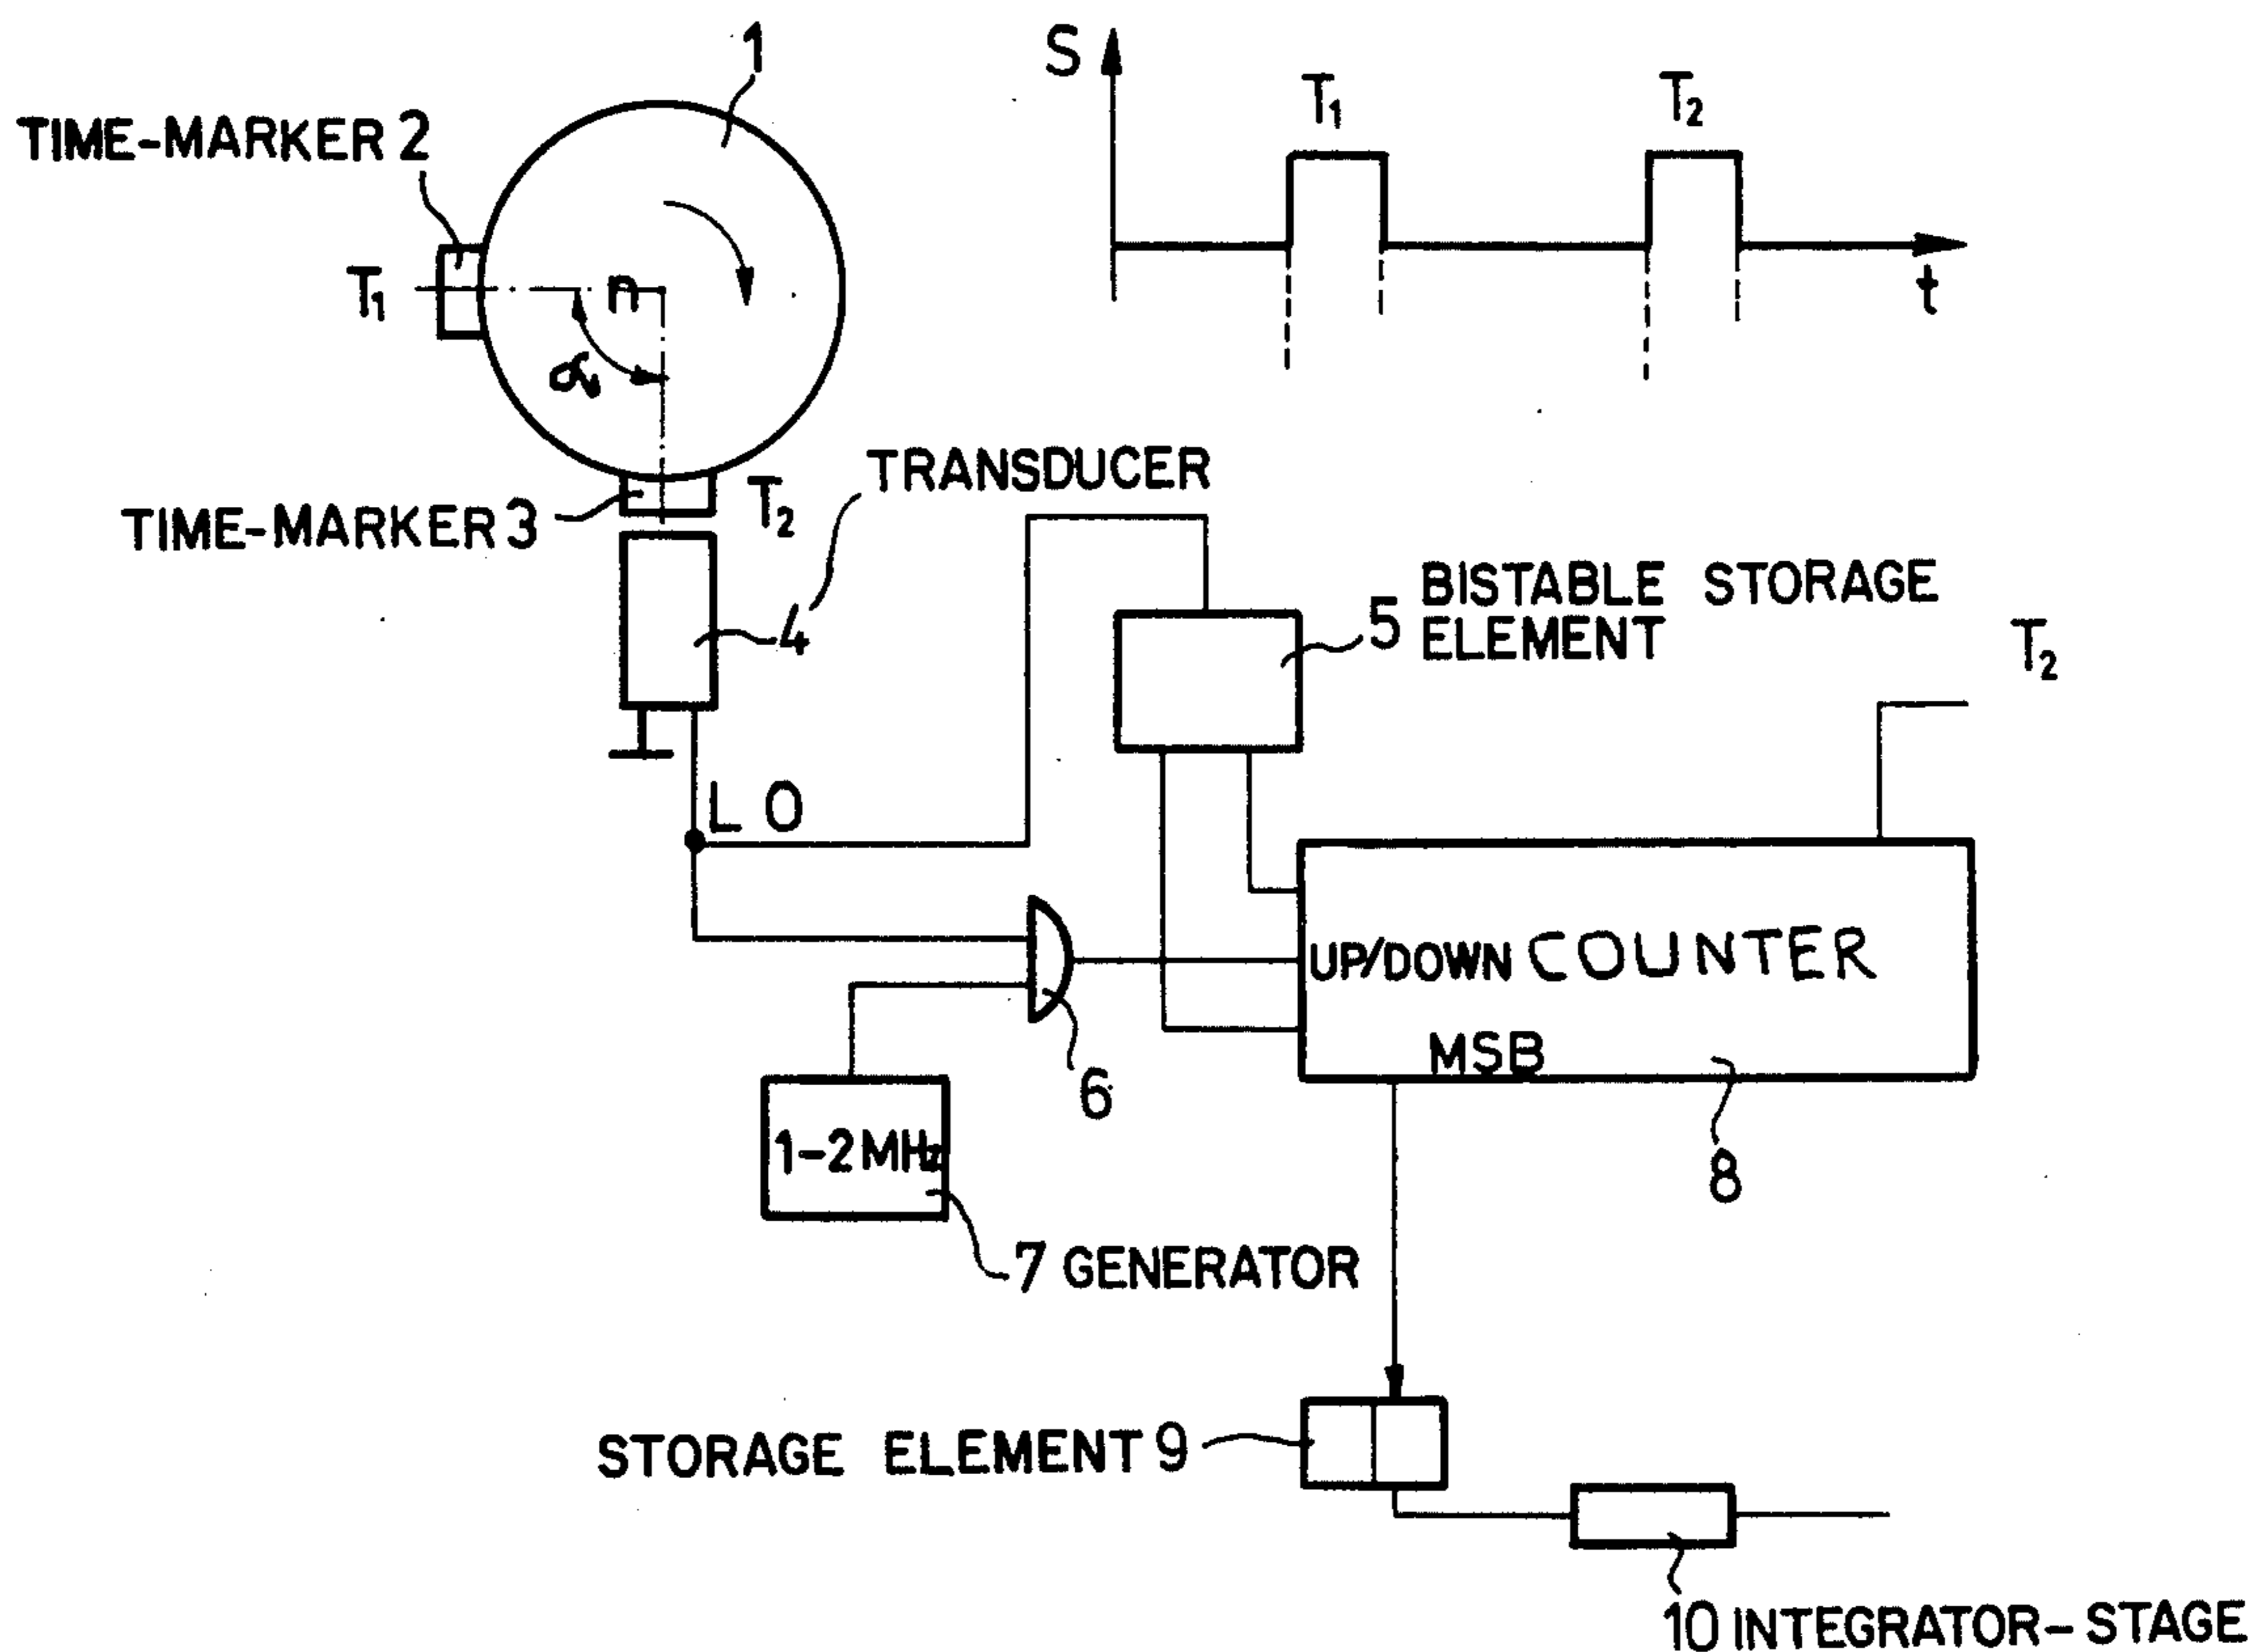 1
S
T1
T2
TIME-MARKER 2
T1
n
α
t
TRANSDUCER
T2
TIME-MARKER 3
BISTABLE STORAGE
5 ELEMENT
T2
4
L O
UP/DOWN COUNTER
MSB
6
1-2 MHz
8
7 GENERATOR
STORAGE ELEMENT 9
10 INTEGRATOR-STAGE